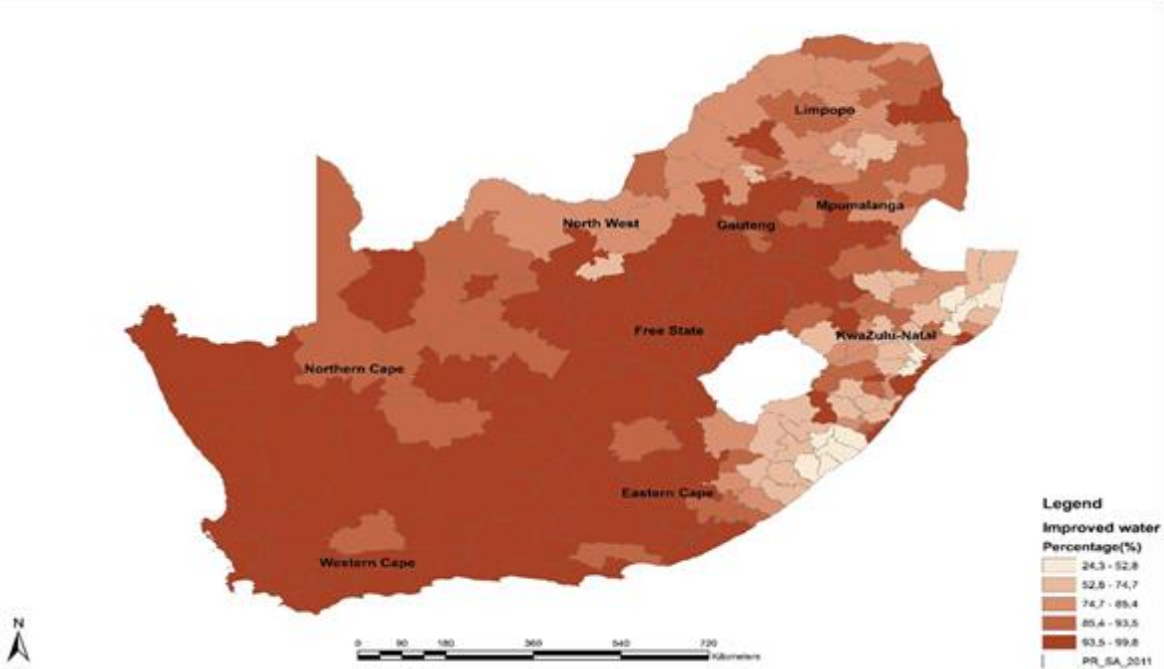 Limpopo
Mpumalanga
North West
Gauteng
Free State
KwaZulu-Natal
Northern Cape
Eastern Cape
Western Cape
Legend
Improved water
Percentage(%)
24,3 - 52,8
52,8 - 74,7
74,7 - 85,4
85,4 - 93,5
93,5 - 99,8
PR_SA_2011
N
0 90 180 360 540 720
Kilometers